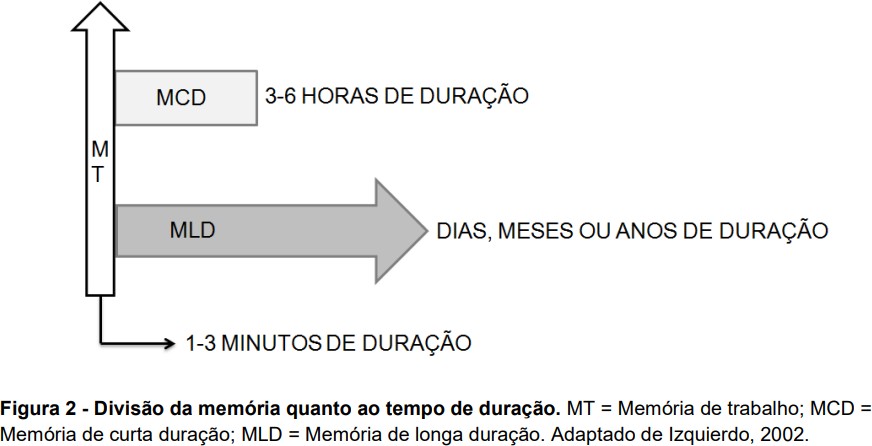 MCD
3-6 HORAS DE DURAÇÃO
M
T
MLD
DIAS, MESES OU ANOS DE DURAÇÃO
1-3 MINUTOS DE DURAÇÃO
Figura 2 - Divisão da memória quanto ao tempo de duração. MT = Memória de trabalho; MCD =
Memória de curta duração; MLD = Memória de longa duração. Adaptado de Izquierdo, 2002.